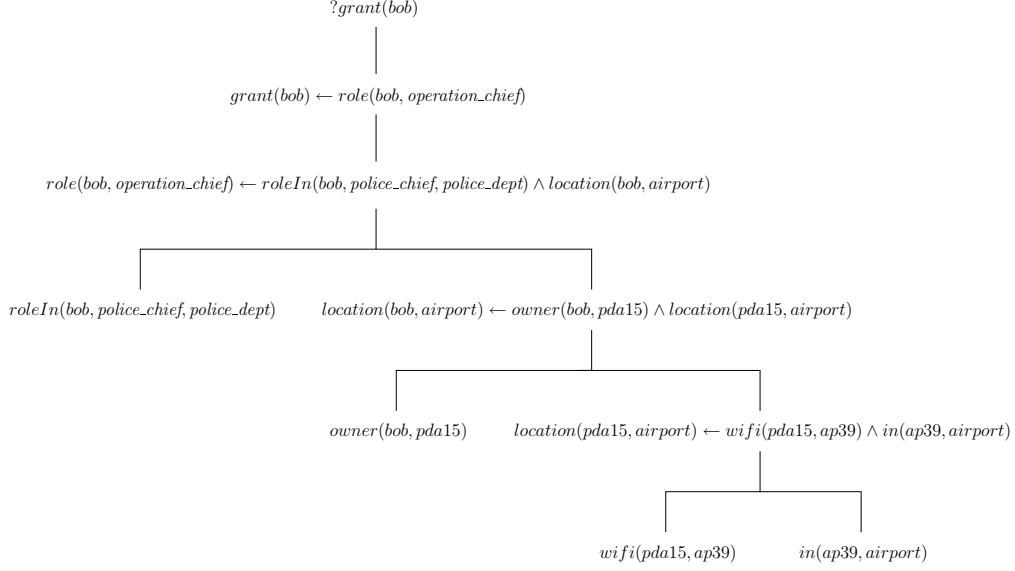 ?grant(bob)
grant(bob) ← role(bob, operation_chief)
role(bob, operation_chief) ← roleIn(bob, police_chief, police_dept) ∧ location(bob, airport)
roleIn(bob, police_chief, police_dept)
location(bob, airport) ← owner(bob, pda15) ∧ location(pda15, airport)
owner(bob, pda15)
location(pda15, airport) ← wifi(pda15, ap39) ∧ in(ap39, airport)
wifi(pda15, ap39)
in(ap39, airport)